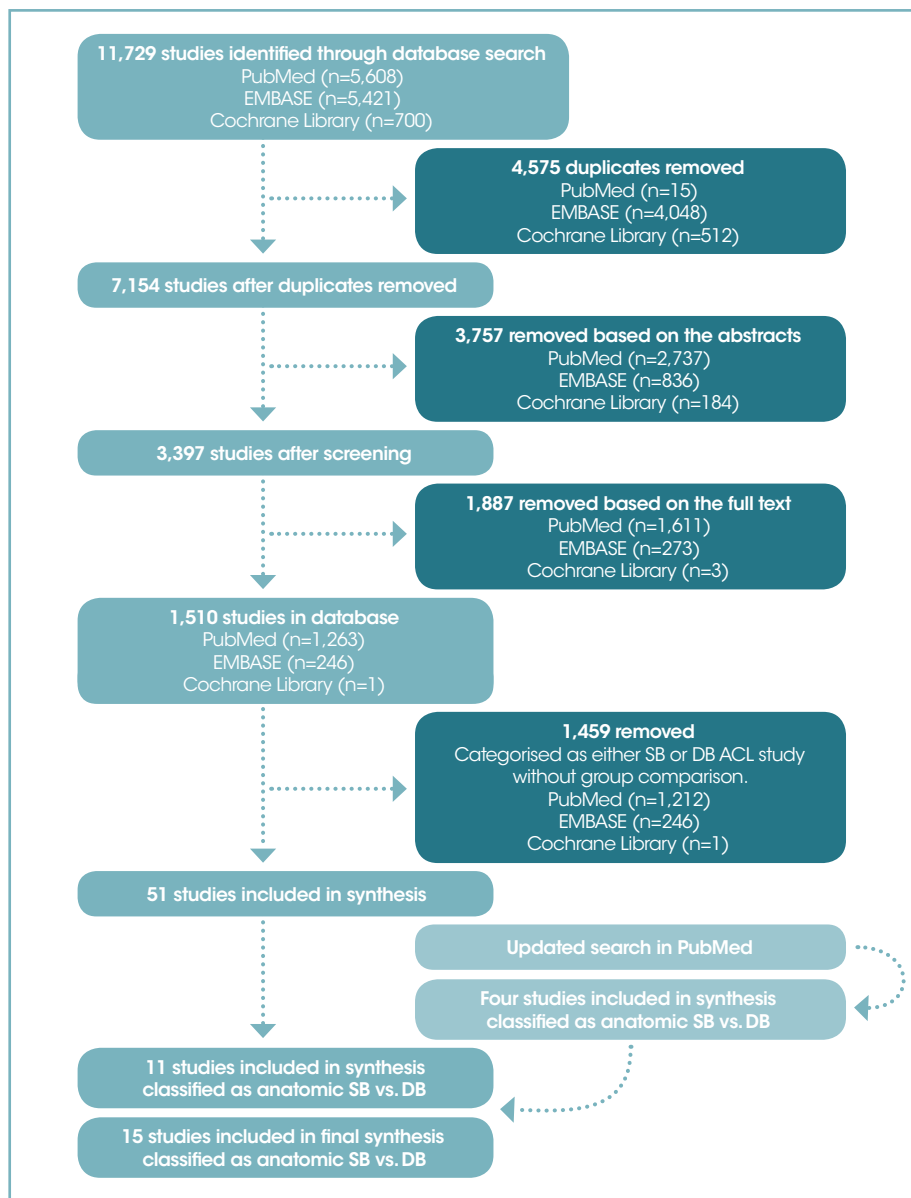 11,729 studies identified through database search
PubMed (n=5,608)
EMBASE (n=5,421)
Cochrane Library (n=700)
4,575 duplicates removed
PubMed (n=15)
EMBASE (n=4,048)
Cochrane Library (n=512)
7,154 studies after duplicates removed
3,757 removed based on the abstracts
PubMed (n=2,737)
EMBASE (n=836)
Cochrane Library (n=184)
3,397 studies after screening
1,887 removed based on the full text
PubMed (n=1,611)
EMBASE (n=273)
Cochrane Library (n=3)
1,510 studies in database
PubMed (n=1,263)
EMBASE (n=246)
Cochrane Library (n=1)
1,459 removed
Categorised as either SB or DB ACL study
without group comparison.
PubMed (n=1,212)
EMBASE (n=246)
Cochrane Library (n=1)
51 studies included in synthesis
Updated search in PubMed
Four studies included in synthesis
classified as anatomic SB vs. DB
11 studies included in synthesis
classified as anatomic SB vs. DB
15 studies included in final synthesis
classified as anatomic SB vs. DB